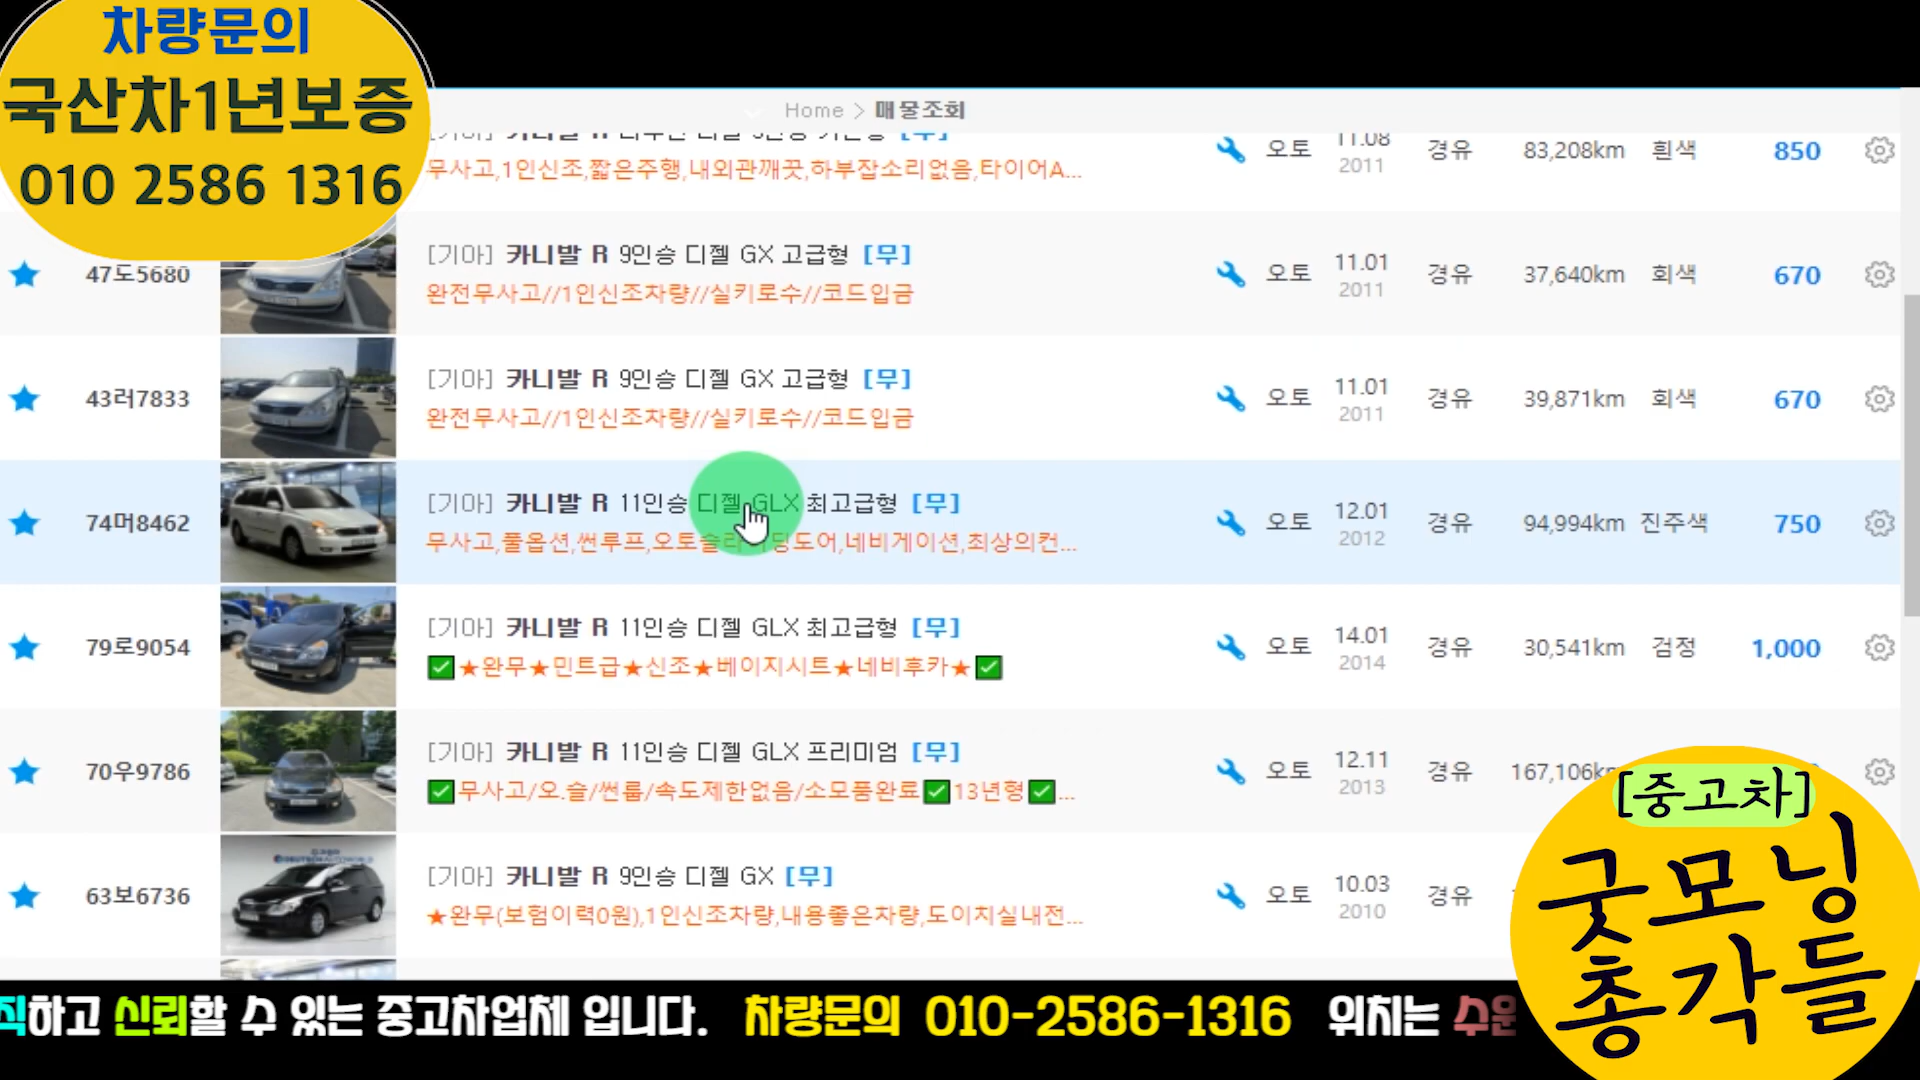 차량문의
국산차1년보증
010 2586 1316
Home > 매물조회
무사고,1인신조,짧은주행,내외관깨끗,하부잡소리없음,타이어A...
오토
11.08
2011
경유
83,208km
흰색
850
47도5680
[기아] 카니발 R 9인승 디젤 GX 고급형 [무]
완전무사고//1인신조차량//실키로수//코드입금
오토
11.01
2011
경유
37,640km
회색
670
43러7833
[기아] 카니발 R 9인승 디젤 GX 고급형 [무]
완전무사고//1인신조차량//실키로수//코드입금
오토
11.01
2011
경유
39,871km
회색
670
74머8462
[기아] 카니발 R 11인승 디젤 GLX 최고급형 [무]
무사고,풀옵션,썬루프,오토슬라이딩도어,네비게이션,최상의컨...
오토
12.01
2012
경유
94,994km
진주색
750
79로9054
[기아] 카니발 R 11인승 디젤 GLX 최고급형 [무]
✅★완무★민트급★신조★베이지시트★네비후카★✅
오토
14.01
2014
경유
30,541km
검정
1,000
70우9786
[기아] 카니발 R 11인승 디젤 GLX 프리미엄 [무]
✅무사고/오.슬/썬룹/속도제한없음/소모품완료✅13년형✅...
오토
12.11
2013
경유
167,106km
63보6736
[기아] 카니발 R 9인승 디젤 GX [무]
★완무(보험이력0원),1인신조차량,내용좋은차량,도이치실내전...
오토
10.03
2010
경유
[중고차]
굿모닝
총각들
직하고 신뢰할 수 있는 중고차업체 입니다. 차량문의 010-2586-1316 위치는 수원